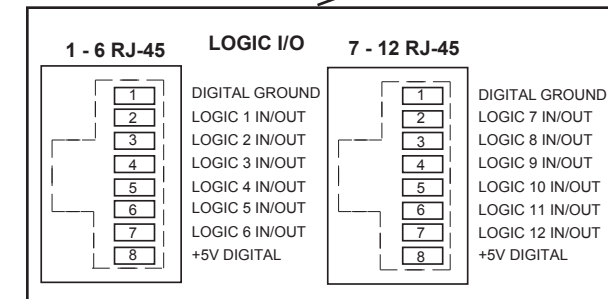 LOGIC I/O
1 - 6 RJ-45
1 DIGITAL GROUND
2 LOGIC 1 IN/OUT
3 LOGIC 2 IN/OUT
4 LOGIC 3 IN/OUT
5 LOGIC 4 IN/OUT
6 LOGIC 5 IN/OUT
7 LOGIC 6 IN/OUT
8 +5V DIGITAL
7 - 12 RJ-45
1 DIGITAL GROUND
2 LOGIC 7 IN/OUT
3 LOGIC 8 IN/OUT
4 LOGIC 9 IN/OUT
5 LOGIC 10 IN/OUT
6 LOGIC 11 IN/OUT
7 LOGIC 12 IN/OUT
8 +5V DIGITAL